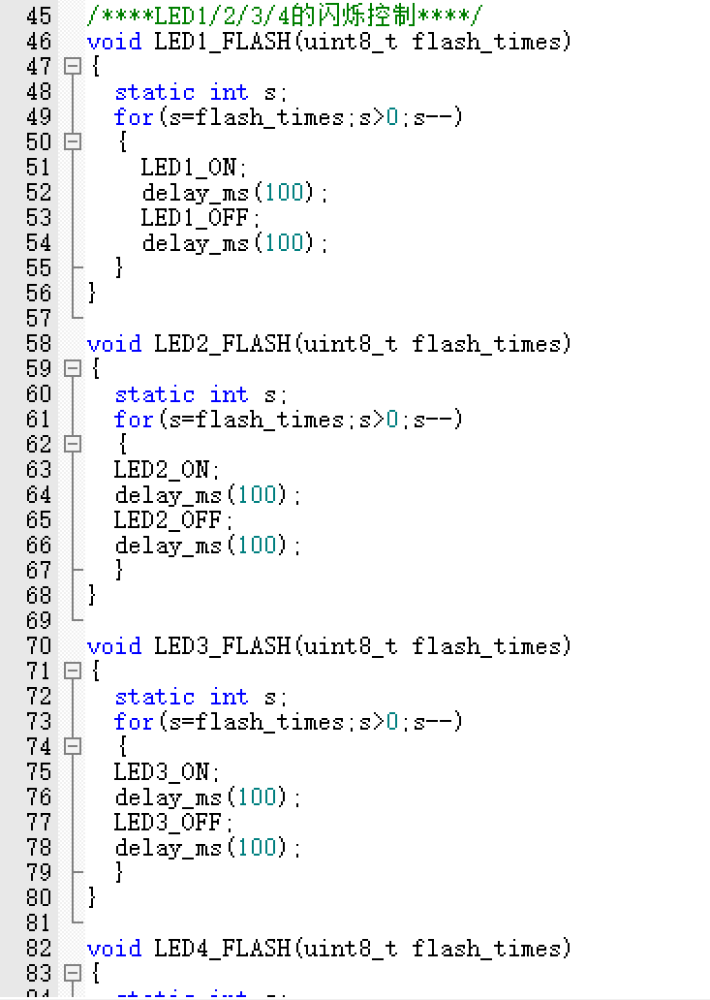 45 /****LED1/2/3/4的闪烁控制****/
46 void LED1_FLASH(uint8_t flash_times)
47 {
48 static int s;
49 for(s=flash_times;s>0;s--)
50 {
51 LED1_ON;
52 delay_ms(100);
53 LED1_OFF;
54 delay_ms(100);
55 }
56 }
57
58 void LED2_FLASH(uint8_t flash_times)
59 {
60 static int s;
61 for(s=flash_times;s>0;s--)
62 {
63 LED2_ON;
64 delay_ms(100);
65 LED2_OFF;
66 delay_ms(100);
67 }
68 }
69
70 void LED3_FLASH(uint8_t flash_times)
71 {
72 static int s;
73 for(s=flash_times;s>0;s--)
74 {
75 LED3_ON;
76 delay_ms(100);
77 LED3_OFF;
78 delay_ms(100);
79 }
80 }
81
82 void LED4_FLASH(uint8_t flash_times)
83 {